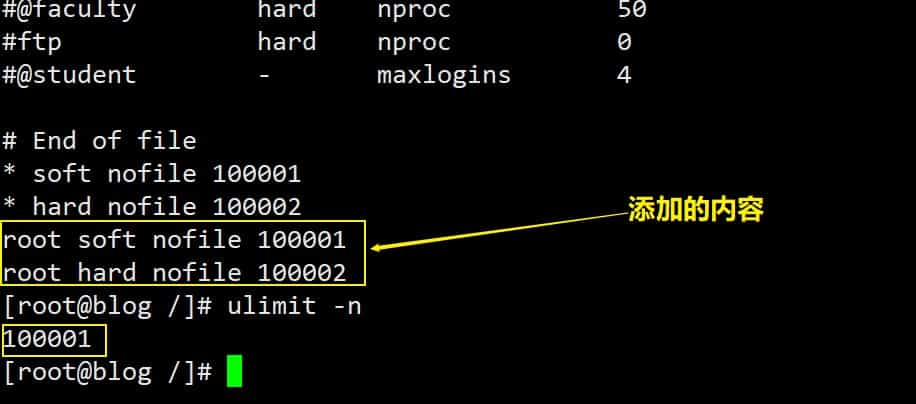 #@faculty hard nproc 50
#ftp hard nproc 0
#@student - maxlogins 4
# End of file
* soft nofile 100001
* hard nofile 100002
添加的内容
root soft nofile 100001
root hard nofile 100002
[root@blog /]# ulimit -n
100001
[root@blog /]#